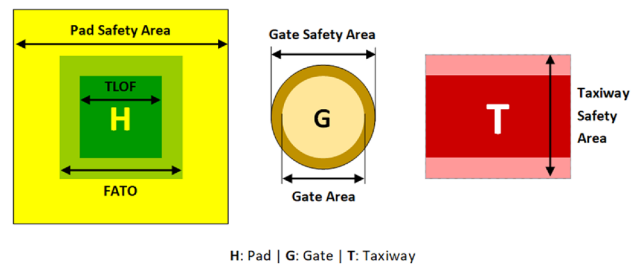 Pad Safety Area
TLOF
H
FATO
Gate Safety Area
G
Gate Area
T
Taxiway
Safety
Area
H: Pad | G: Gate | T: Taxiway